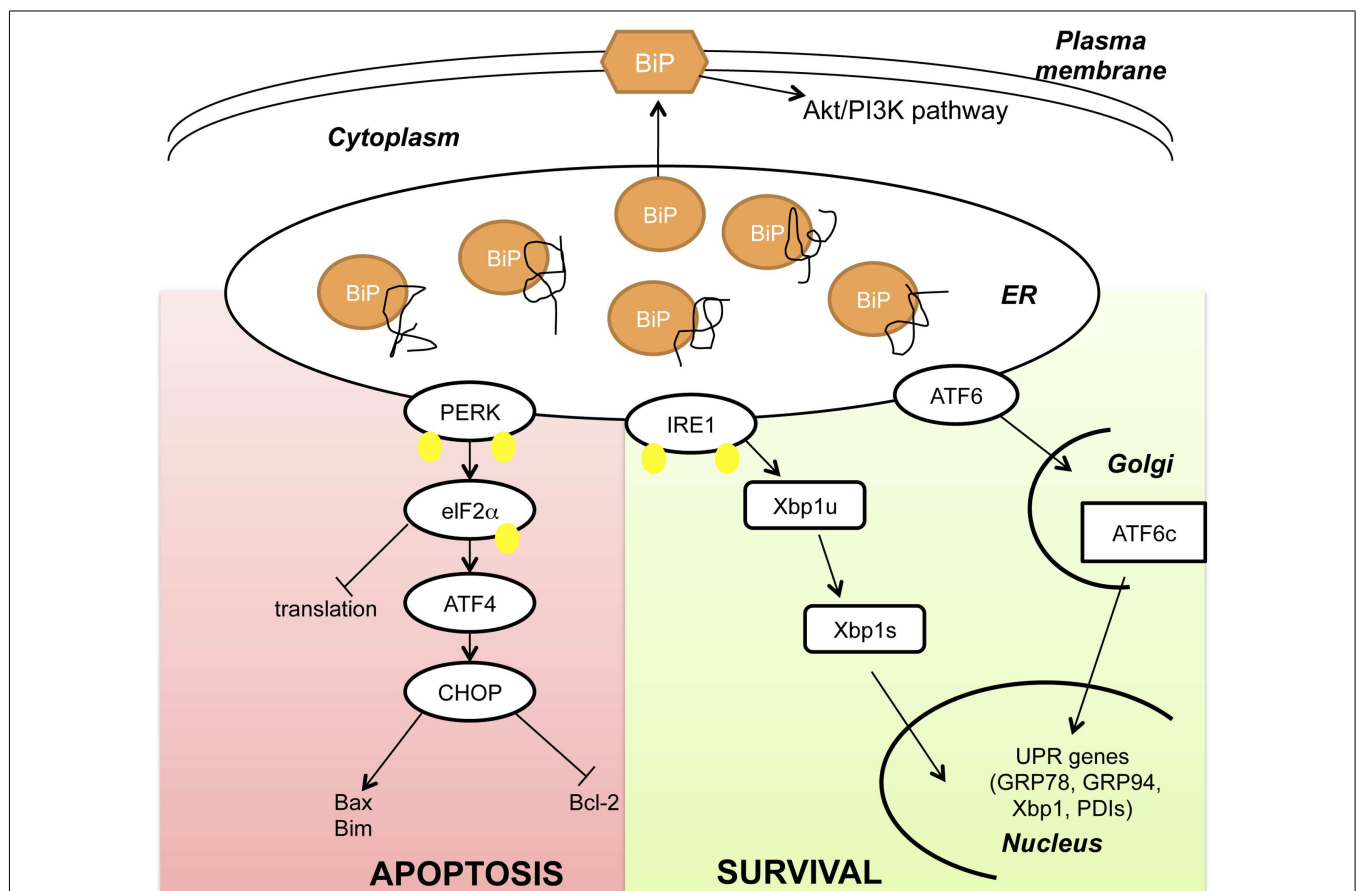 BiP
Plasma
membrane
Akt/PI3K pathway
Cytoplasm
BiP
BiP
BiP
BiP
BiP
BiP
ER
PERK
IRE1
ATF6
Golgi
eIF2α
Xbp1u
ATF6c
translation
ATF4
Xbp1s
CHOP
UPR genes
(GRP78, GRP94,
Xbp1, PDIs)
Nucleus
Bax
Bim
Bcl-2
APOPTOSIS
SURVIVAL